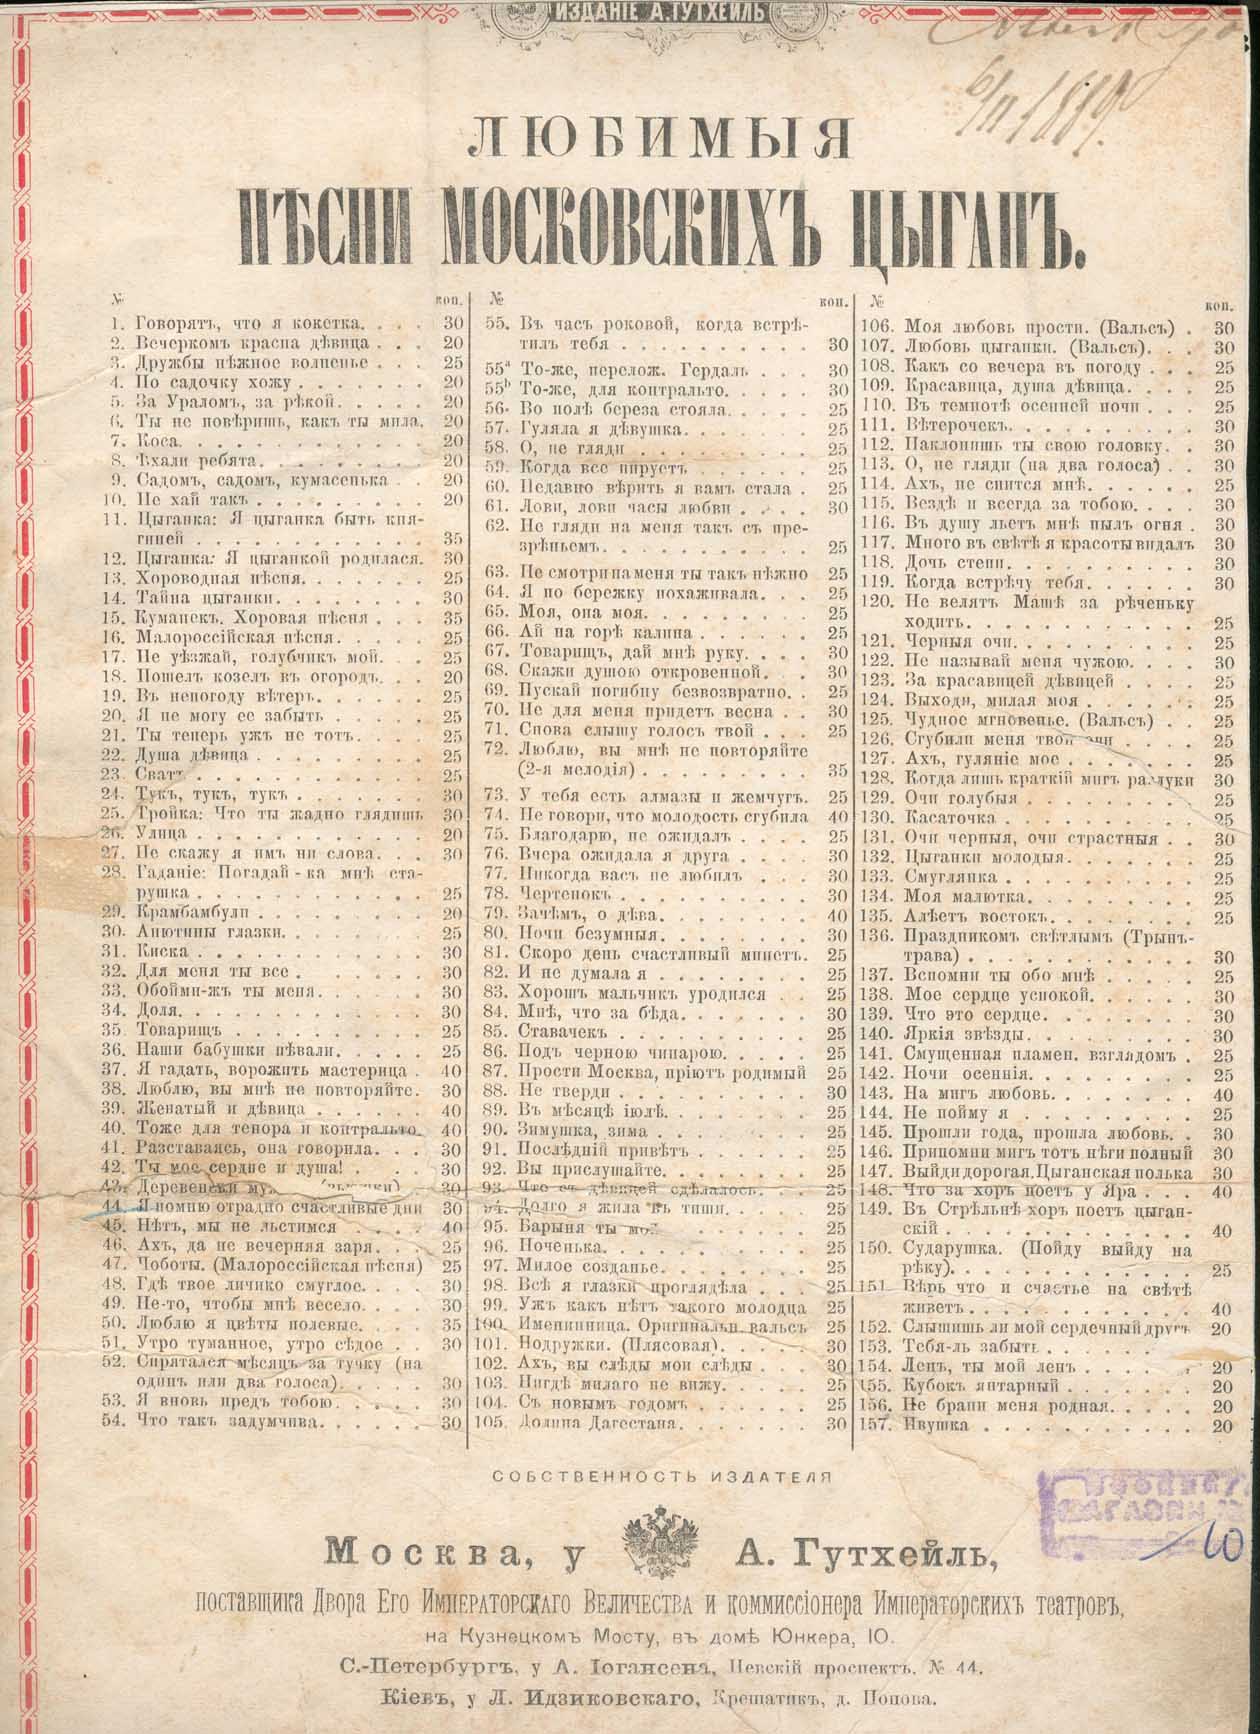 ИЗДАНІЕ А. ГУТХЕЙЛЬ
6/II 1889.
ЛЮБИМЫЯ
ПѢСНИ МОСКОВСКИХЪ ЦЫГАНЪ.
№ коп.
1. Говорятъ, что я кокетка. . . . 30
2. Вечеркомъ красна дѣвица . . . 20
3. Дружбы нѣжное волненье . . . 25
4. По садочку хожу . . . . . . . 20
5. За Ураломъ, за рѣкой. . . . . 20
6. Ты не повѣришь, какъ ты мила. 20
7. Коса. . . . . . . . . . . . . 20
8. Ѣхали ребята. . . . . . . . . 20
9. Садомъ, садомъ, кумасенька . . 20
10. Не хай такъ . . . . . . . . . 20
11. Цыганка: Я цыганка быть кня-
гиней . . . . . . . . . . . . 35
12. Цыганка: Я цыганкой родилася. 30
13. Хороводная пѣсня. . . . . . . 25
14. Тайна цыганки. . . . . . . . . 30
15. Куманекъ. Хоровая пѣсня . . . 35
16. Малороссійская пѣсня. . . . . 25
17. Не уѣзжай, голубчикъ мой. . . 25
18. Пошелъ козелъ въ огородъ. . . 20
19. Въ непогоду вѣтеръ. . . . . . 25
20. Я не могу ее забыть . . . . . 25
21. Ты теперь ужъ не тотъ. . . . . 25
22. Душа дѣвица . . . . . . . . . 25
23. Сватъ . . . . . . . . . . . . 25
24. Тукъ, тукъ, тукъ . . . . . . . 30
25. Тройка: Что ты жадно глядишь 30
26. Улица . . . . . . . . . . . . 20
27. Не скажу я имъ ни слова. . . 30
28. Гаданіе: Погадай-ка мнѣ ста-
рушка . . . . . . . . . . . . 25
29. Крамбамбули . . . . . . . . . 20
30. Анютины глазки. . . . . . . . 25
31. Киска . . . . . . . . . . . . 30
32. Для меня ты все . . . . . . . 30
33. Обойми-жъ ты меня. . . . . . 30
34. Доля. . . . . . . . . . . . . 30
35. Товарищъ . . . . . . . . . . 25
36. Наши бабушки пѣвали. . . . . 25
37. Я гадать, ворожить мастерица . 40
38. Люблю, вы мнѣ не повторяйте. 30
39. Женатый и дѣвица . . . . . . 40
40. Тоже для тенора и контральто. 40
41. Разставаясь, она говорила. . . 30
42. Ты мое сердце и душа! . . . . 30
43. Деревенски 30
44. Я помню отрадно счастливые дни 30
45. Нѣтъ, мы не льстимся . . . . 40
46. Ахъ, да не вечерняя заря. . . 25
47. Чоботы. (Малороссійская пѣсня) 25
48. Гдѣ твое личико смуглое. . . . 30
49. Не-то, чтобы мнѣ весело. . . . 30
50. Люблю я цвѣты полевые. . . . 35
51. Утро туманное, утро сѣдое . . 30
52. Спрятался мѣсяцъ за тучку (на
одинъ или два голоса). . . . . 30
53. Я вновь предъ тобою. . . . . 30
54. Что такъ задумчива. . . . . . 30
№ коп.
55. Въ часъ роковой, когда встрѣ-
тилъ тебя . . . . . . . . . . . 30
55a То-же, перелож. Гердаль . . . 30
55b То-же, для контральто. . . . . 30
56. Во полѣ береза стояла. . . . . 25
57. Гуляла я дѣвушка. . . . . . . 25
58. О, не гляди . . . . . . . . . 25
59. Когда все пируетъ . . . . . . 25
60. Недавно вѣрить я вамъ стала . 25
61. Лови, лови часы любви . . . . 30
62. Не гляди на меня такъ съ пре-
зрѣньемъ. . . . . . . . . . . . 25
63. Не смотри на меня ты такъ нѣжно 25
64. Я по бережку похаживала. . . 25
65. Моя, она моя. . . . . . . . . 25
66. Ай на горѣ калина . . . . . . 25
67. Товарищъ, дай мнѣ руку. . . . 30
68. Скажи душою откровенной. . . 30
69. Пускай погибну безвозвратно. . 25
70. Не для меня придетъ весна . . 30
71. Снова слышу голосъ твой . . . 25
72. Люблю, вы мнѣ не повторяйте
(2-я мелодія) . . . . . . . . . 35
73. У тебя есть алмазы и жемчугъ. 25
74. Не говори, что молодость сгубила 40
75. Благодарю, не ожидалъ . . . . 25
76. Вчера ожидала я друга . . . . 30
77. Никогда васъ не любилъ . . . 30
78. Чертенокъ . . . . . . . . . . 30
79. Зачѣмъ, о дѣва. . . . . . . . 40
80. Ночи безумныя. . . . . . . . . 30
81. Скоро день счастливый минетъ. 25
82. И не думала я . . . . . . . . 25
83. Хорошъ мальчикъ уродился . . 25
84. Мнѣ, что за бѣда. . . . . . . 30
85. Ставачекъ . . . . . . . . . . 25
86. Подъ черною чинарою. . . . . 25
87. Прости Москва, пріютъ родимый 25
88. Не тверди . . . . . . . . . . 30
89. Въ мѣсяцѣ іюлѣ. . . . . . . . 25
90. Зимушка, зима . . . . . . . . 25
91. Послѣдній привѣтъ . . . . . . 25
92. Вы прислушайте. . . . . . . . 25
93. Что съ дѣвицей сдѣлалось. . . 25
94. Долго я жила въ тиши. . . . . 25
95. Барыня ты моя . . . . . . . . 25
96. Ноченька. . . . . . . . . . . 25
97. Милое созданье. . . . . . . . 25
98. Всѣ я глазки проглядѣла . . . 25
99. Ужъ какъ нѣтъ такого молодца 25
100. Именинница. Оригинальн. вальсъ 25
101. Подружки. (Плясовая). . . . . 30
102. Ахъ, вы слѣды мои слѣды . . . 30
103. Нигдѣ милаго не вижу. . . . . 25
104. Съ новымъ годомъ . . . . . . 25
105. Долина Дагестана. . . . . . . 30
№ коп.
106. Моя любовь прости. (Вальсъ) . 30
107. Любовь цыганки. (Вальсъ). . . 30
108. Какъ со вечера въ погоду . . . 25
109. Красавица, душа дѣвица. . . . 25
110. Въ темнотѣ осенней ночи . . . 25
111. Вѣтерочекъ. . . . . . . . . . 30
112. Наклонишь ты свою головку. . 30
113. О, не гляди (на два голоса) . . 30
114. Ахъ, не спится мнѣ. . . . . . 25
115. Вездѣ и всегда за тобою. . . . 30
116. Въ душу льетъ мнѣ пылъ огня . 30
117. Много въ свѣтѣ я красоты видалъ 30
118. Дочь степи. . . . . . . . . . 30
119. Когда встрѣчу тебя. . . . . . 30
120. Не велятъ Машѣ за рѣченьку
ходить. . . . . . . . . . . . . 25
121. Черныя очи. . . . . . . . . . 25
122. Не называй меня чужою. . . . 30
123. За красавицей дѣвицей . . . . 25
124. Выходи, милая моя . . . . . . 25
125. Чудное мгновенье. (Вальсъ) . . 25
126. Сгубили меня твои очи . . . . 25
127. Ахъ, гуляніе мое . . . . . . . 25
128. Когда лишь краткій мигъ разлуки 30
129. Очи голубыя . . . . . . . . . 25
130. Касаточка . . . . . . . . . . 25
131. Очи черныя, очи страстныя . . 30
132. Цыганки молодыя. . . . . . . 25
133. Смуглянка . . . . . . . . . . 25
134. Моя малютка. . . . . . . . . 25
135. Алѣетъ востокъ. . . . . . . . 25
136. Праздникомъ свѣтлымъ (Трынъ-
трава) . . . . . . . . . . . . 30
137. Вспомни ты обо мнѣ . . . . . 25
138. Мое сердце успокой. . . . . . 30
139. Что это сердце. . . . . . . . 30
140. Яркія звѣзды. . . . . . . . . 30
141. Смущенная пламен. взглядомъ . 25
142. Ночи осеннія. . . . . . . . . 25
143. На мигъ любовь. . . . . . . . 40
144. Не пойму я . . . . . . . . . 25
145. Прошли года, прошла любовь. . 30
146. Припомни мигъ тотъ нѣги полный 30
147. Выйди дорогая. Цыганская полька 30
148. Что за хоръ поетъ у Яра . . . 40
149. Въ Стрѣльнѣ хоръ поетъ цыган-
скій . . . . . . . . . . . . . 40
150. Сударушка. (Пойду выйду на
рѣку). . . . . . . . . . . . . 25
151. Вѣрь что и счастье на свѣтѣ
живетъ. . . . . . . . . . . . . 40
152. Слышишь ли мой сердечный другъ 20
153. Тебя-ль забыть . . . . . . .
154. Ленъ, ты мой ленъ . . . . . . 20
155. Кубокъ янтарный . . . . . . . 20
156. Не брани меня родная. . . . . 20
157. Ивушка . . . . . . . . . . . 20
СОБСТВЕННОСТЬ ИЗДАТЕЛЯ
Москва, у А. Гутхейль,
поставщика Двора Его Императорскаго Величества и коммиссіонера Императорскихъ театровъ,
на Кузнецкомъ Мосту, въ домѣ Юнкера, 10.
С.-Петербургъ, у А. Іогансена, Невскій проспектъ. № 44.
Кіевъ, у Л. Идзиковскаго, Крещатикъ, д. Попова.
10